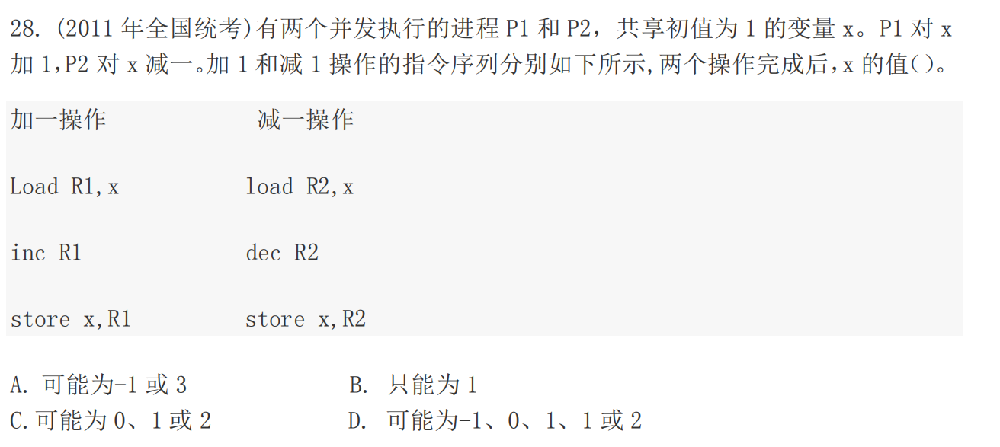 28. (2011 年全国统考)有两个并发执行的进程 P1 和 P2，共享初值为 1 的变量 x。P1 对 x
加 1,P2 对 x 减一。加 1 和减 1 操作的指令序列分别如下所示,两个操作完成后,x 的值( )。
加一操作 减一操作
Load R1,x load R2,x
inc R1 dec R2
store x,R1 store x,R2
A. 可能为-1 或 3 B. 只能为 1
C.可能为 0、1 或 2 D. 可能为-1、0、1、1 或 2